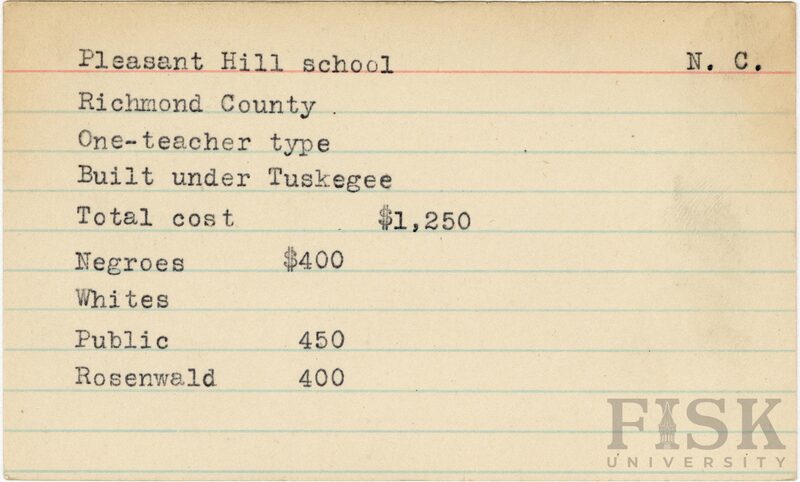 Pleasant Hill school N. C.
Richmond County
One-teacher type
Built under Tuskegee
Total cost $1,250
Negroes $400
Whites
Public 450
Rosenwald 400
FISK
UNIVERSITY